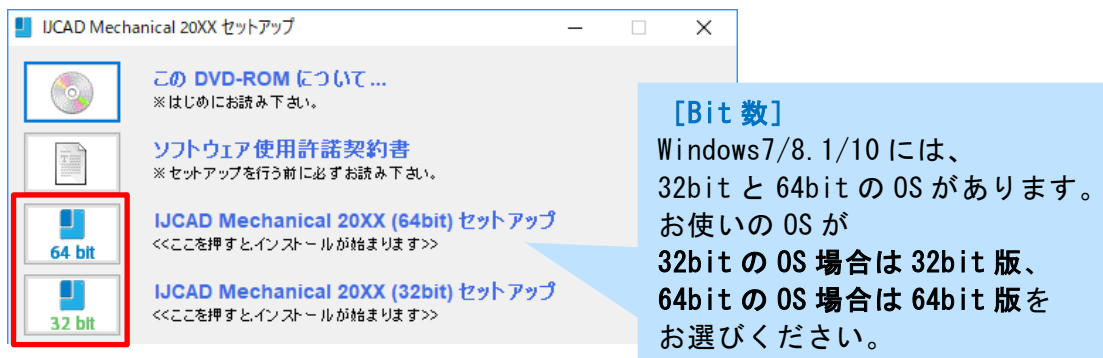 IJCAD Mechanical 20XX セットアップ
この DVD-ROM について...
※はじめにお読み下さい。
ソフトウェア使用許諾契約書
※セットアップを行う前に必ずお読み下さい。
64 bit
IJCAD Mechanical 20XX (64bit) セットアップ
<<ここを押すとインストールが始まります>>
32 bit
IJCAD Mechanical 20XX (32bit) セットアップ
<<ここを押すとインストールが始まります>>
[Bit 数]
Windows7/8.1/10 には、
32bit と 64bit の OS があります。
お使いの OS が
32bit の OS 場合は 32bit 版、
64bit の OS 場合は 64bit 版を
お選びください。